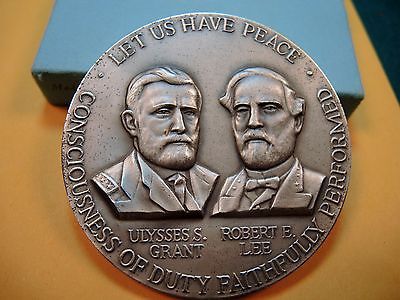 · LET US HAVE PEACE ·
CONSCIOUSNESS OF DUTY FAITHFULLY PERFORMED
ULYSSES S. GRANT
ROBERT E. LEE